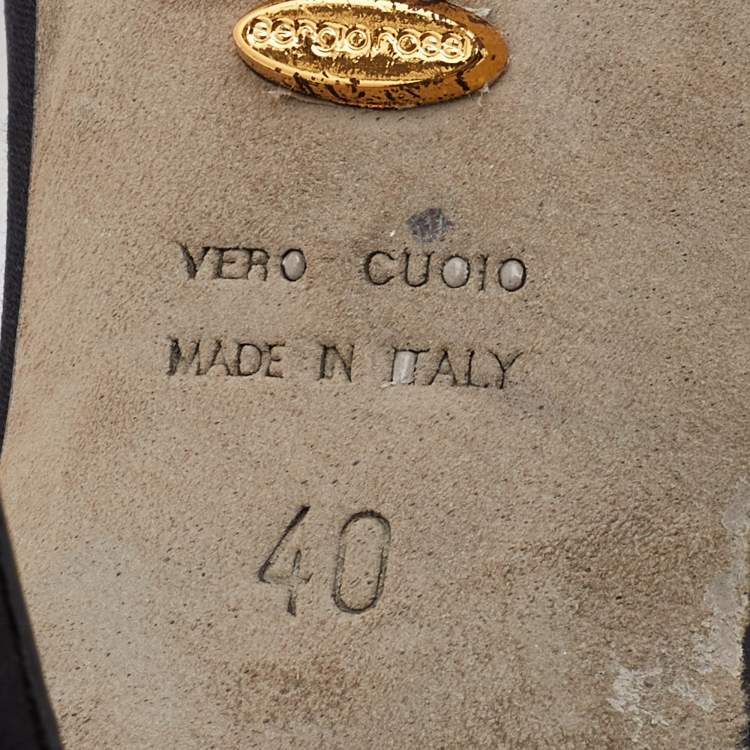 sergio rossi
VERO CUOIO
MADE IN ITALY
40